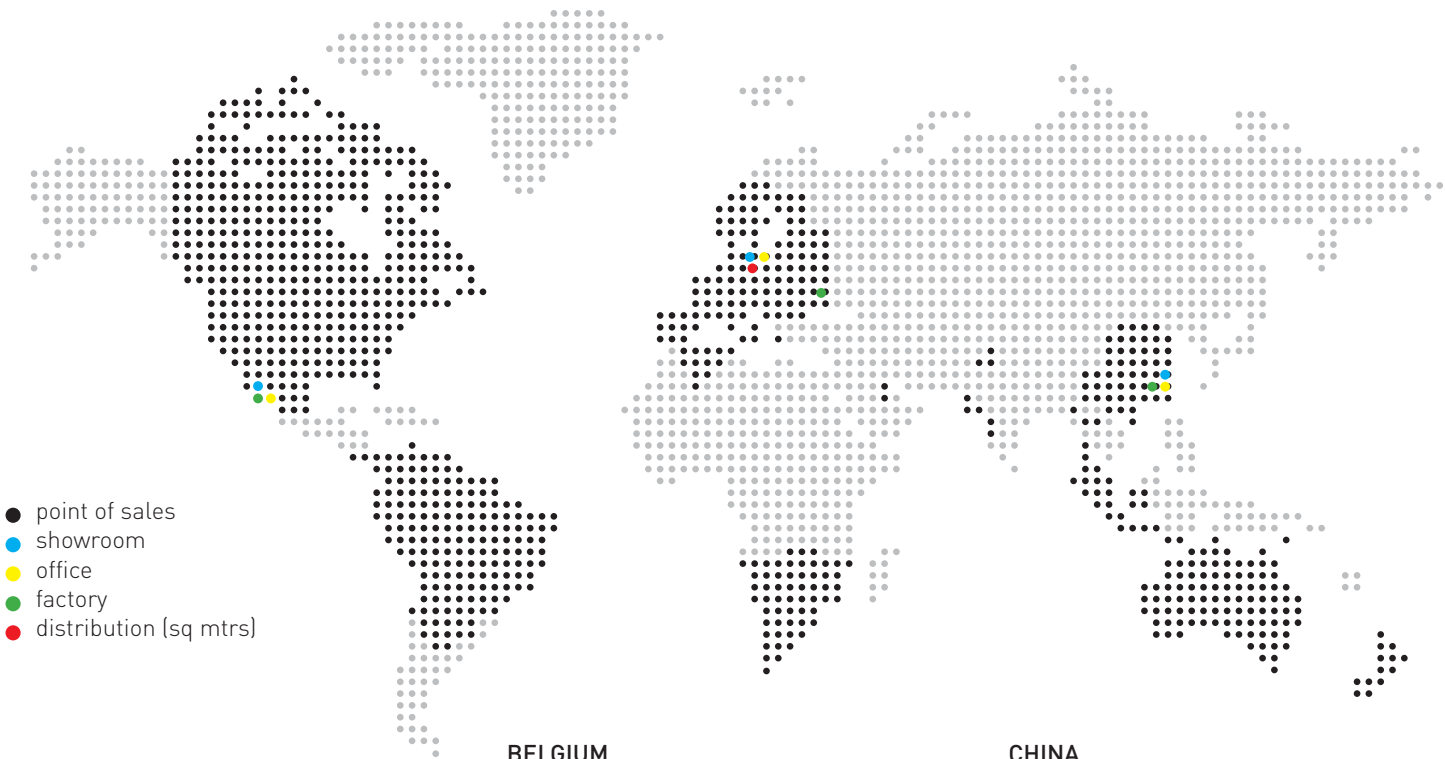 point of sales
showroom
office
factory
distribution (sq mtrs)
BELGIUM
CHINA